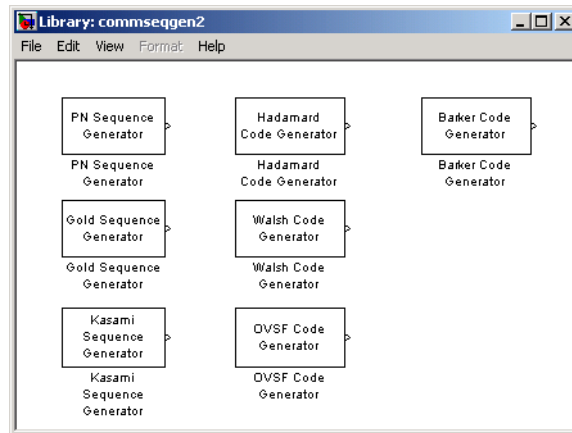 Library: commseqgen2
File Edit View Format Help
PN Sequence
Generator
PN Sequence
Generator
Hadamard
Code Generator
Hadamard
Code Generator
Barker Code
Generator
Barker Code
Generator
Gold Sequence
Generator
Gold Sequence
Generator
Walsh Code
Generator
Walsh Code
Generator
Kasami
Sequence
Generator
Kasami
Sequence
Generator
OVSF Code
Generator
OVSF Code
Generator